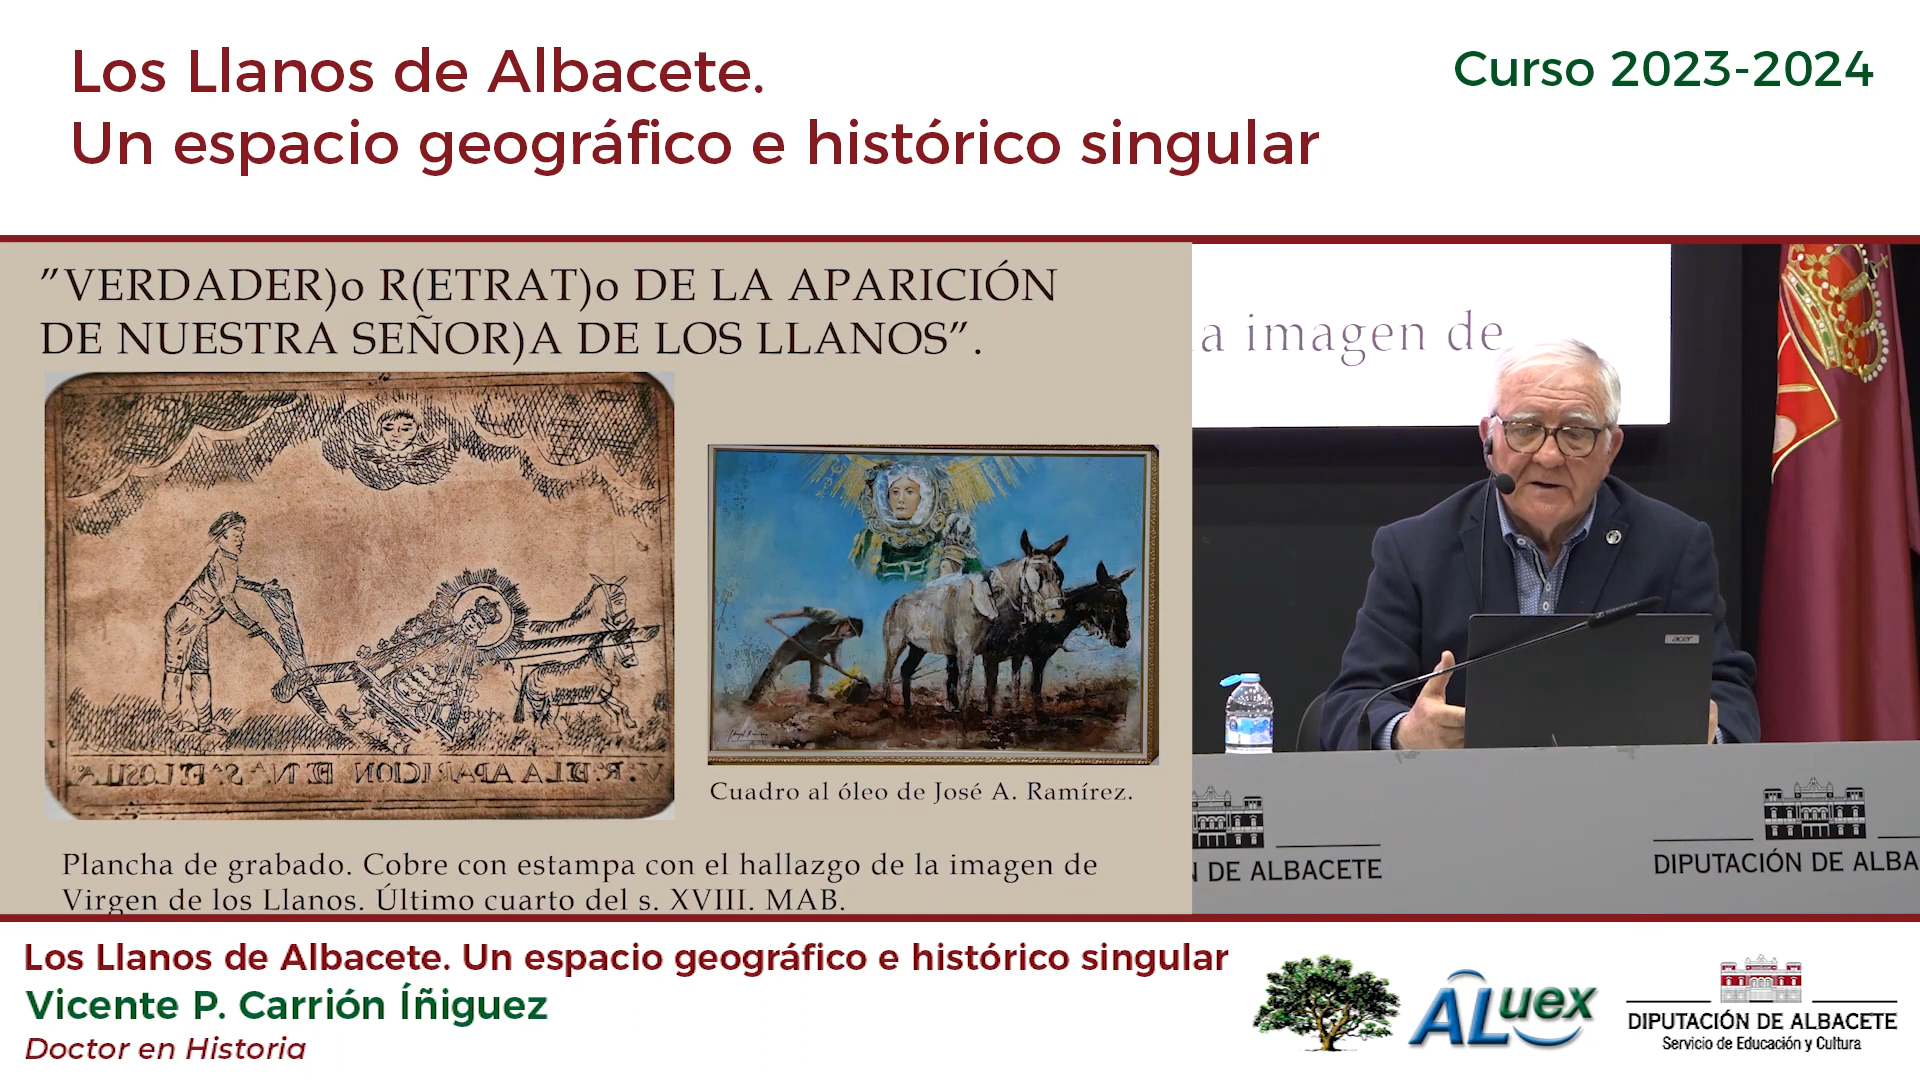 Los Llanos de Albacete.
Un espacio geográfico e histórico singular
Curso 2023-2024
”VERDADER)o R(ETRAT)o DE LA APARICIÓN
DE NUESTRA SEÑOR)A DE LOS LLANOS”.
Cuadro al óleo de José A. Ramírez.
Plancha de grabado. Cobre con estampa con el hallazgo de la imagen de
Virgen de los Llanos. Último cuarto del s. XVIII. MAB.
a imagen de
acer
N DE ALBACETE
DIPUTACIÓN DE ALBA
Los Llanos de Albacete. Un espacio geográfico e histórico singular
Vicente P. Carrión Íñiguez
Doctor en Historia
ALuex
DIPUTACIÓN DE ALBACETE
Servicio de Educación y Cultura